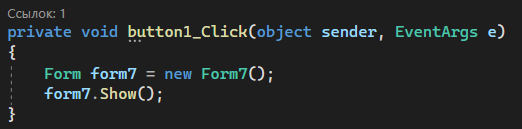 Ссылок: 1
private void button1_Click(object sender, EventArgs e)
{
    Form form7 = new Form7();
    form7.Show();
}